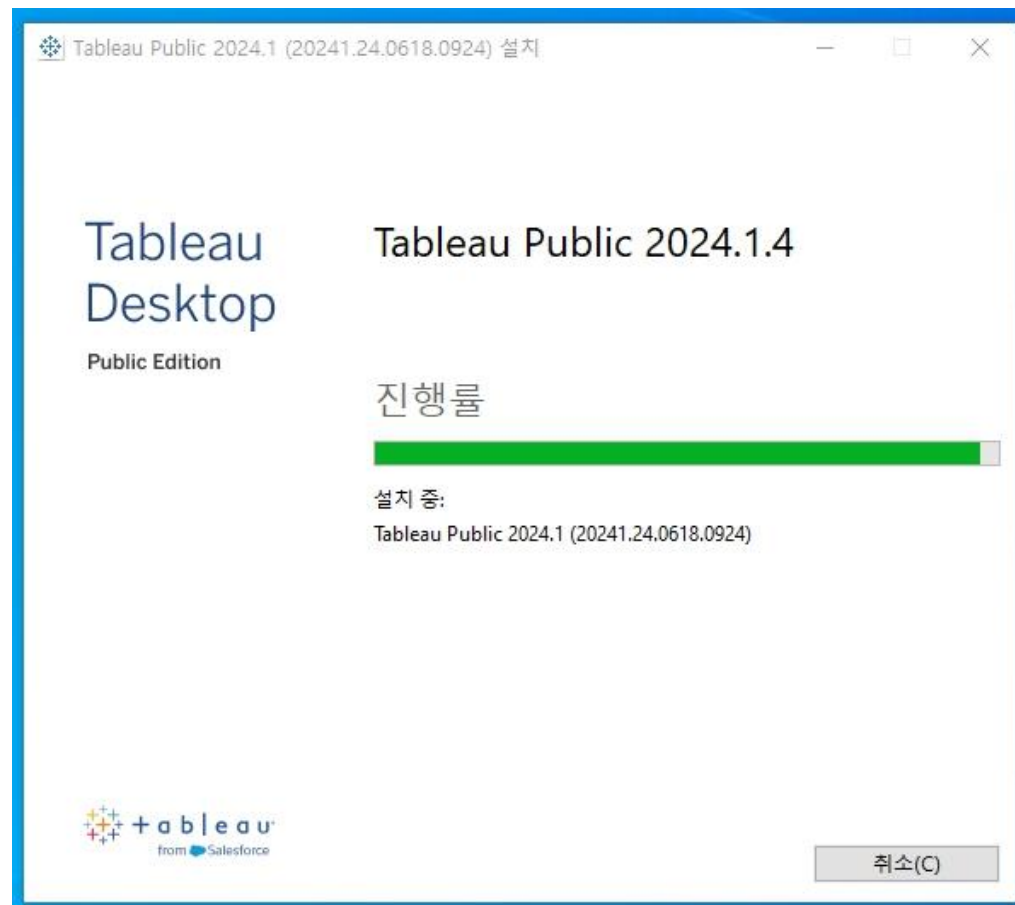 Tableau Public 2024.1 (20241.24.0618.0924) 설치
Tableau
Desktop
Public Edition
Tableau Public 2024.1.4
진행률
설치 중:
Tableau Public 2024.1 (20241.24.0618.0924)
+ableau
from Salesforce
취소(C)